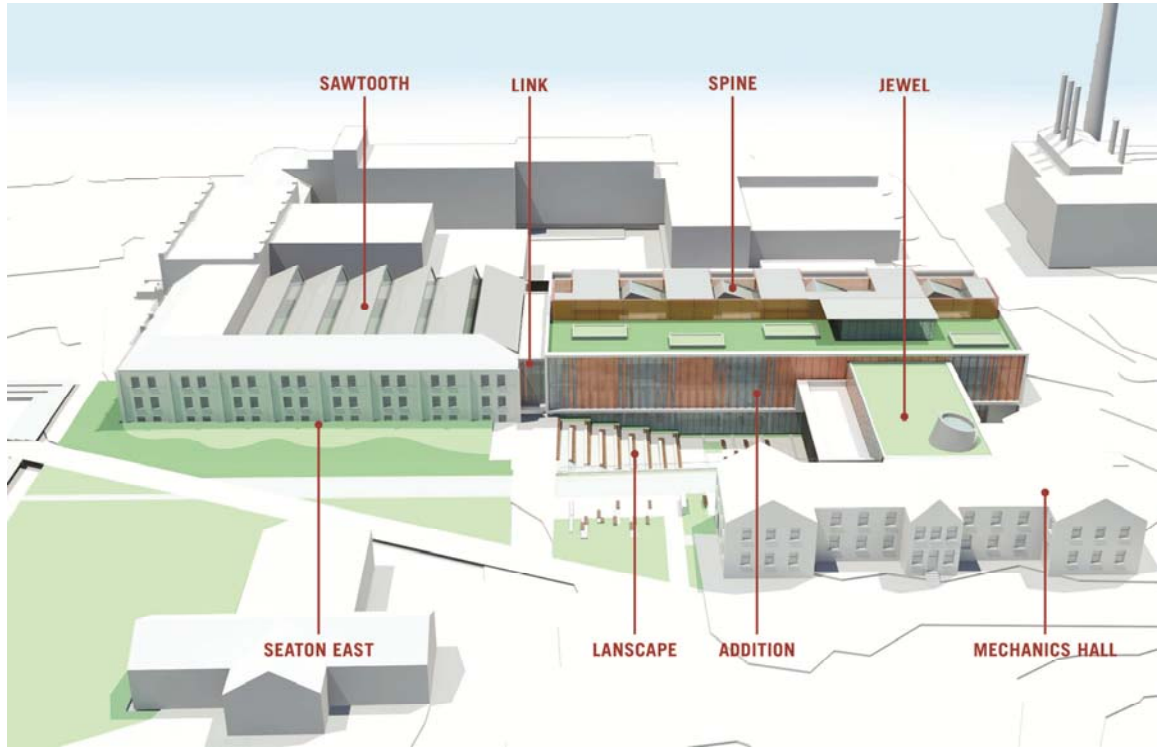 SAWTOOTH
LINK
SPINE
JEWEL
SEATON EAST
LANSCAPE
ADDITION
MECHANICS HALL